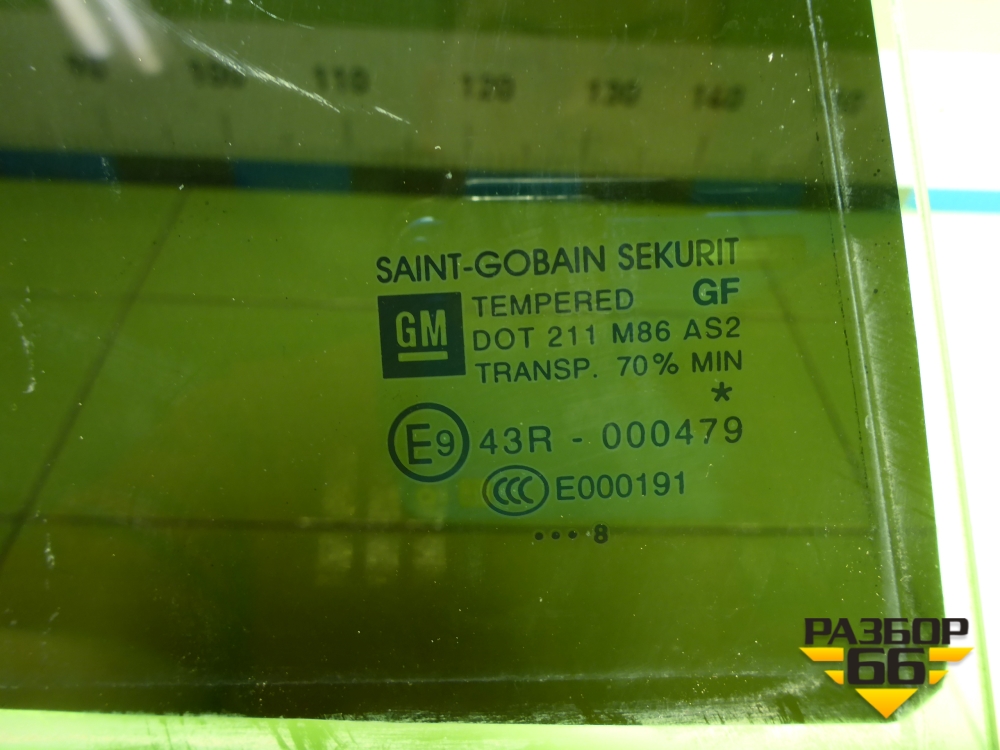 100 110 120 130 140
SAINT-GOBAIN SEKURIT
GM TEMPERED GF
DOT 211 M86 AS2
TRANSP. 70% MIN
*
E9 43R - 000479
CCC E000191
••• 8
РАЗБОР
66